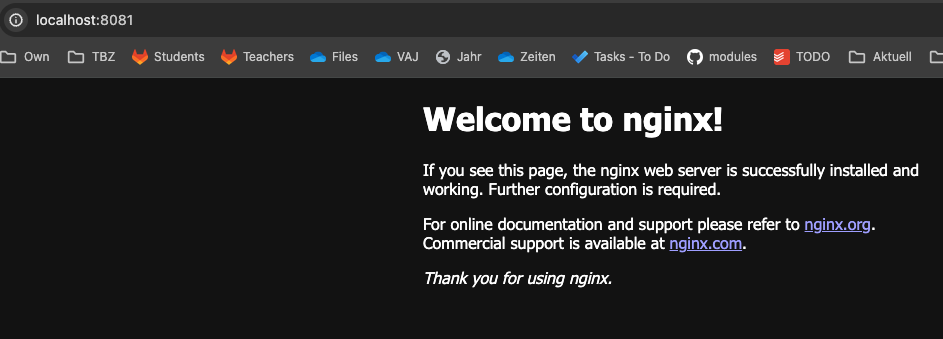 localhost:8081
Own TBZ Students Teachers Files VAJ Jahr Zeiten Tasks - To Do modules TODO Aktuell
Welcome to nginx!
If you see this page, the nginx web server is successfully installed and
working. Further configuration is required.
For online documentation and support please refer to nginx.org.
Commercial support is available at nginx.com.
Thank you for using nginx.